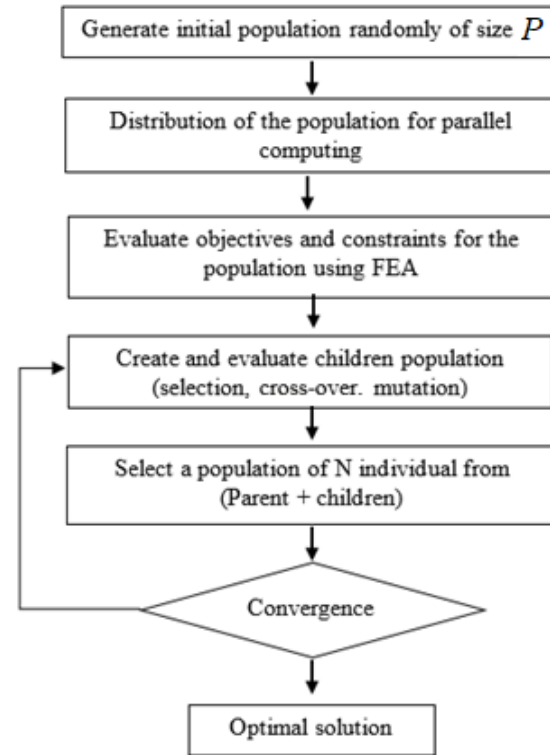 Generate initial population randomly of size P
Distribution of the population for parallel
computing
Evaluate objectives and constraints for the
population using FEA
Create and evaluate children population
(selection, cross-over. mutation)
Select a population of N individual from
(Parent + children)
Convergence
Optimal solution